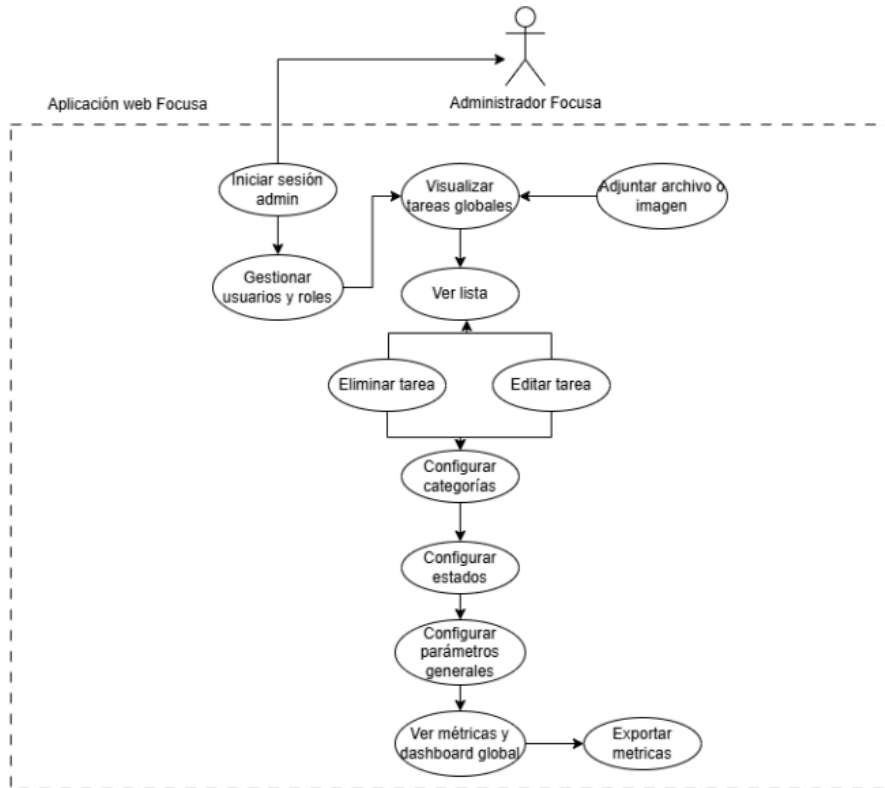 Aplicación web Focusa
Administrador Focusa
Iniciar sesión
admin
Visualizar
tareas globales
Adjuntar archivo o
imagen
Gestionar
usuarios y roles
Ver lista
Eliminar tarea
Editar tarea
Configurar
categorías
Configurar
estados
Configurar
parámetros
generales
Ver métricas y
dashboard global
Exportar
metricas